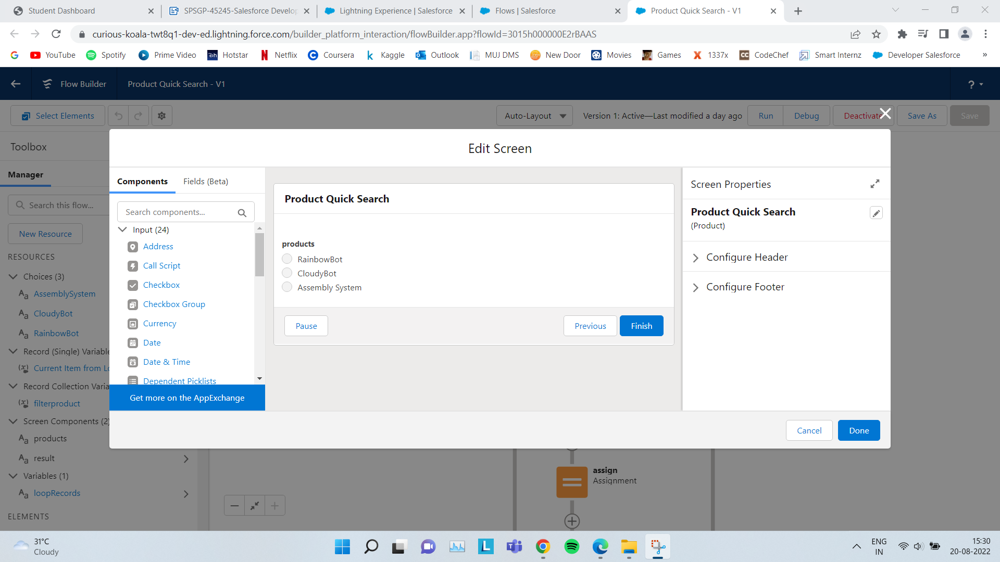 Student Dashboard
SPSGP-45245-Salesforce Develop
Lightning Experience | Salesforce
Flows | Salesforce
Product Quick Search - V1
curious-koala-twt8q1-dev-ed.lightning.force.com/builder_platform_interaction/flowBuilder.app?flowId=3015h000000E2rBAAS
YouTube
Spotify
Prime Video
Hotstar
Netflix
Coursera
Kaggle
Outlook
MUJ DMS
New Door
Movies
Games
1337x
CodeChef
Smart Internz
Developer Salesforce
»
Flow Builder
Product Quick Search - V1
?
Select Elements
Auto-Layout
Version 1: Active—Last modified a day ago
Run
Debug
Deactivate
Save As
Save
Toolbox
Manager
Search this flow...
New Resource
RESOURCES
Choices (3)
AssemblySystem
CloudyBot
RainbowBot
Record (Single) Variable
Current Item from Lo
Record Collection Varia
filterproduct
Screen Components (2)
products
result
Variables (1)
loopRecords
ELEMENTS
Edit Screen
Components
Fields (Beta)
Search components...
Input (24)
Address
Call Script
Checkbox
Checkbox Group
Currency
Date
Date & Time
Dependent Picklists
Get more on the AppExchange
Product Quick Search
products
RainbowBot
CloudyBot
Assembly System
Pause
Previous
Finish
Screen Properties
Product Quick Search
(Product)
Configure Header
Configure Footer
Cancel
Done
assign
Assignment
31°C
Cloudy
ENG
IN
15:30
20-08-2022